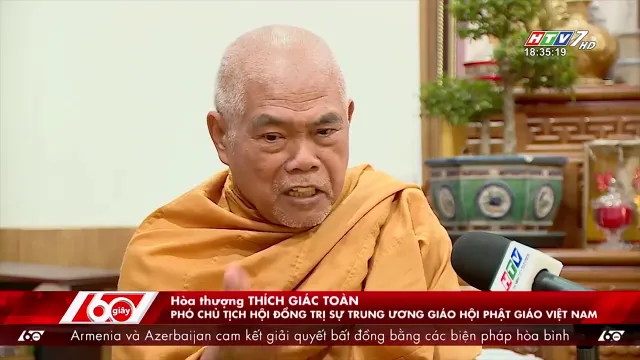 HTV7 HD
18:35:19
HTV
60 giây
Hòa thượng THÍCH GIÁC TOÀN
PHÓ CHỦ TỊCH HỘI ĐỒNG TRỊ SỰ TRUNG ƯƠNG GIÁO HỘI PHẬT GIÁO VIỆT NAM
60 Armenia và Azerbaijan cam kết giải quyết bất đồng bằng các biện pháp hòa bình 60